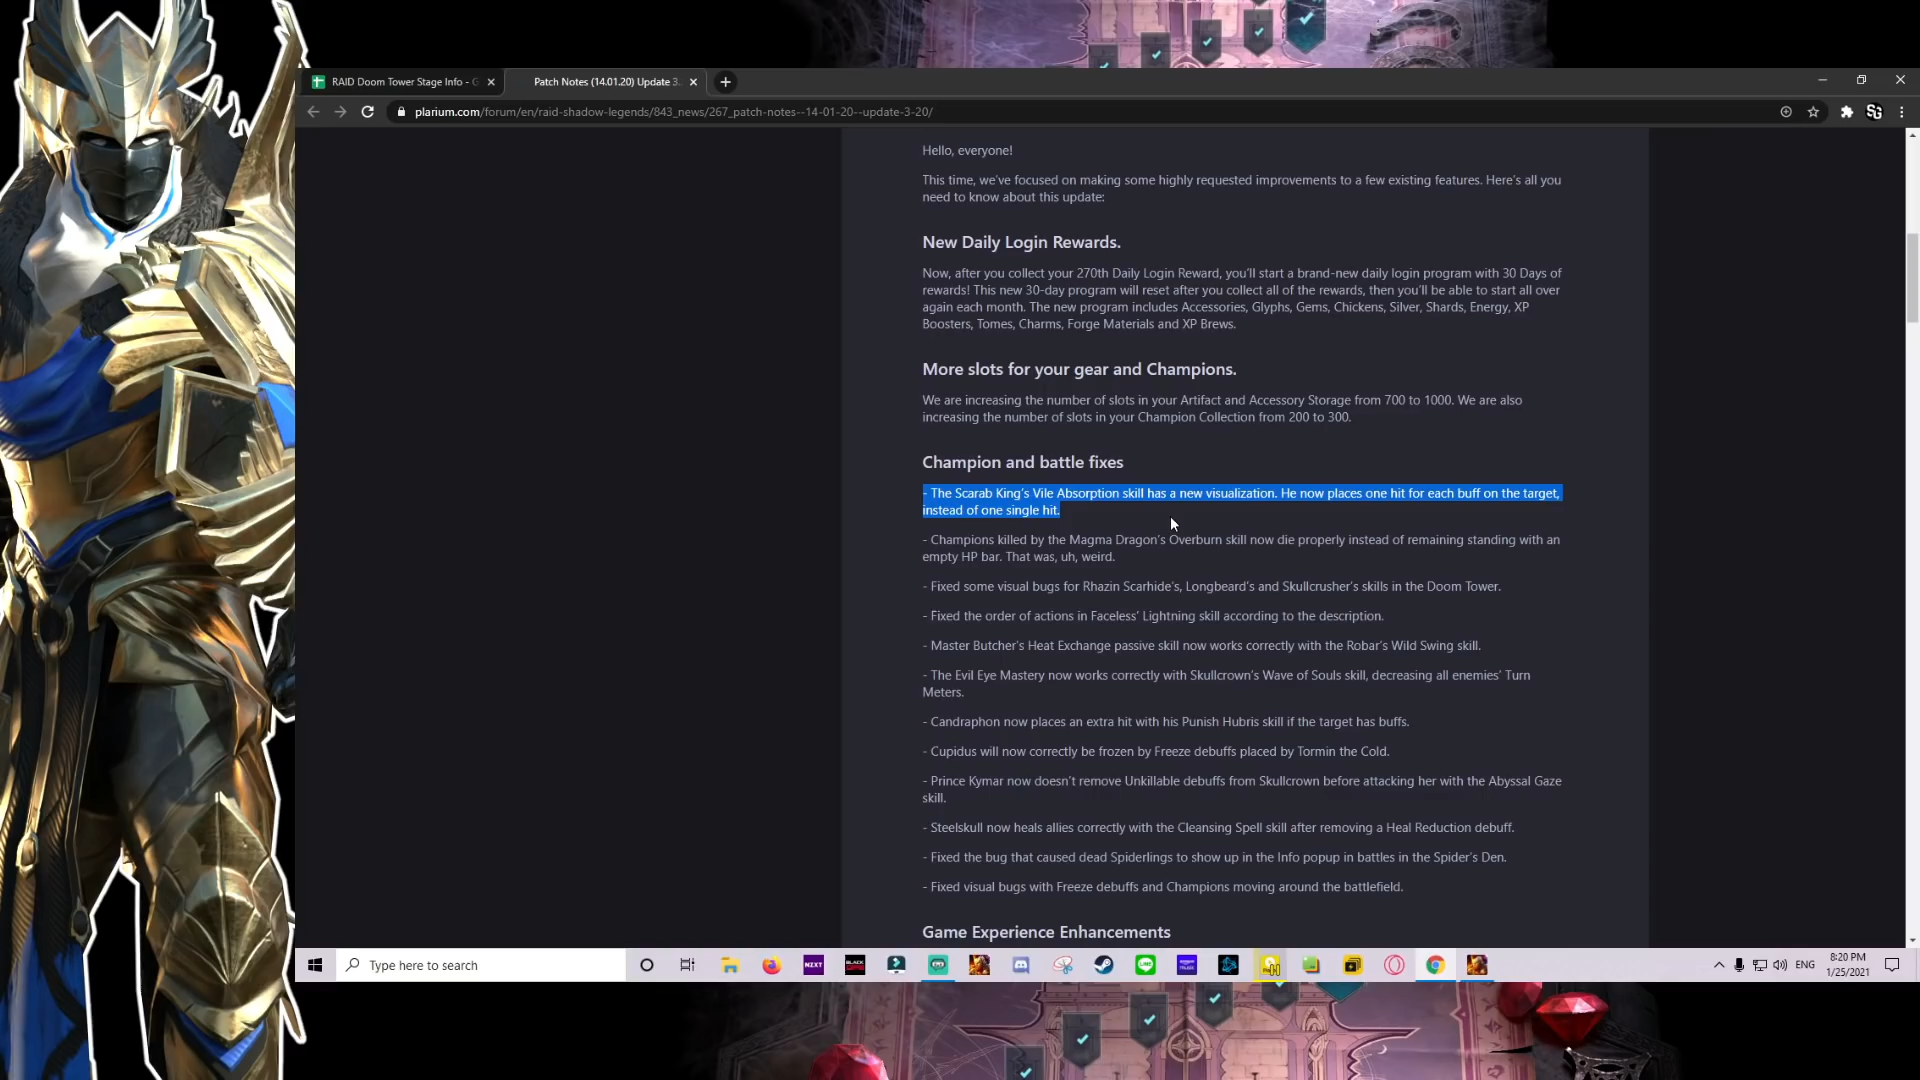 RAID Doom Tower Stage Info - G
Patch Notes (14.01.20) Update 3.
plarium.com/forum/en/raid-shadow-legends/843_news/267_patch-notes--14-01-20--update-3-20/
SG
Hello, everyone!
This time, we've focused on making some highly requested improvements to a few existing features. Here's all you
need to know about this update:
New Daily Login Rewards.
Now, after you collect your 270th Daily Login Reward, you'll start a brand-new daily login program with 30 Days of
rewards! This new 30-day program will reset after you collect all of the rewards, then you'll be able to start all over
again each month. The new program includes Accessories, Glyphs, Gems, Chickens, Silver, Shards, Energy, XP
Boosters, Tomes, Charms, Forge Materials and XP Brews.
More slots for your gear and Champions.
We are increasing the number of slots in your Artifact and Accessory Storage from 700 to 1000. We are also
increasing the number of slots in your Champion Collection from 200 to 300.
Champion and battle fixes
- The Scarab King's Vile Absorption skill has a new visualization. He now places one hit for each buff on the target,
instead of one single hit.
- Champions killed by the Magma Dragon's Overburn skill now die properly instead of remaining standing with an
empty HP bar. That was, uh, weird.
- Fixed some visual bugs for Rhazin Scarhide's, Longbeard's and Skullcrusher's skills in the Doom Tower.
- Fixed the order of actions in Faceless' Lightning skill according to the description.
- Master Butcher's Heat Exchange passive skill now works correctly with the Robar's Wild Swing skill.
- The Evil Eye Mastery now works correctly with Skullcrown's Wave of Souls skill, decreasing all enemies' Turn
Meters.
- Candraphon now places an extra hit with his Punish Hubris skill if the target has buffs.
- Cupidus will now correctly be frozen by Freeze debuffs placed by Tormin the Cold.
- Prince Kymar now doesn't remove Unkillable debuffs from Skullcrown before attacking her with the Abyssal Gaze
skill.
- Steelskull now heals allies correctly with the Cleansing Spell skill after removing a Heal Reduction debuff.
- Fixed the bug that caused dead Spiderlings to show up in the Info popup in battles in the Spider's Den.
- Fixed visual bugs with Freeze debuffs and Champions moving around the battlefield.
Game Experience Enhancements
Type here to search
NZXT
LINE
ENG
8:20 PM
1/25/2021